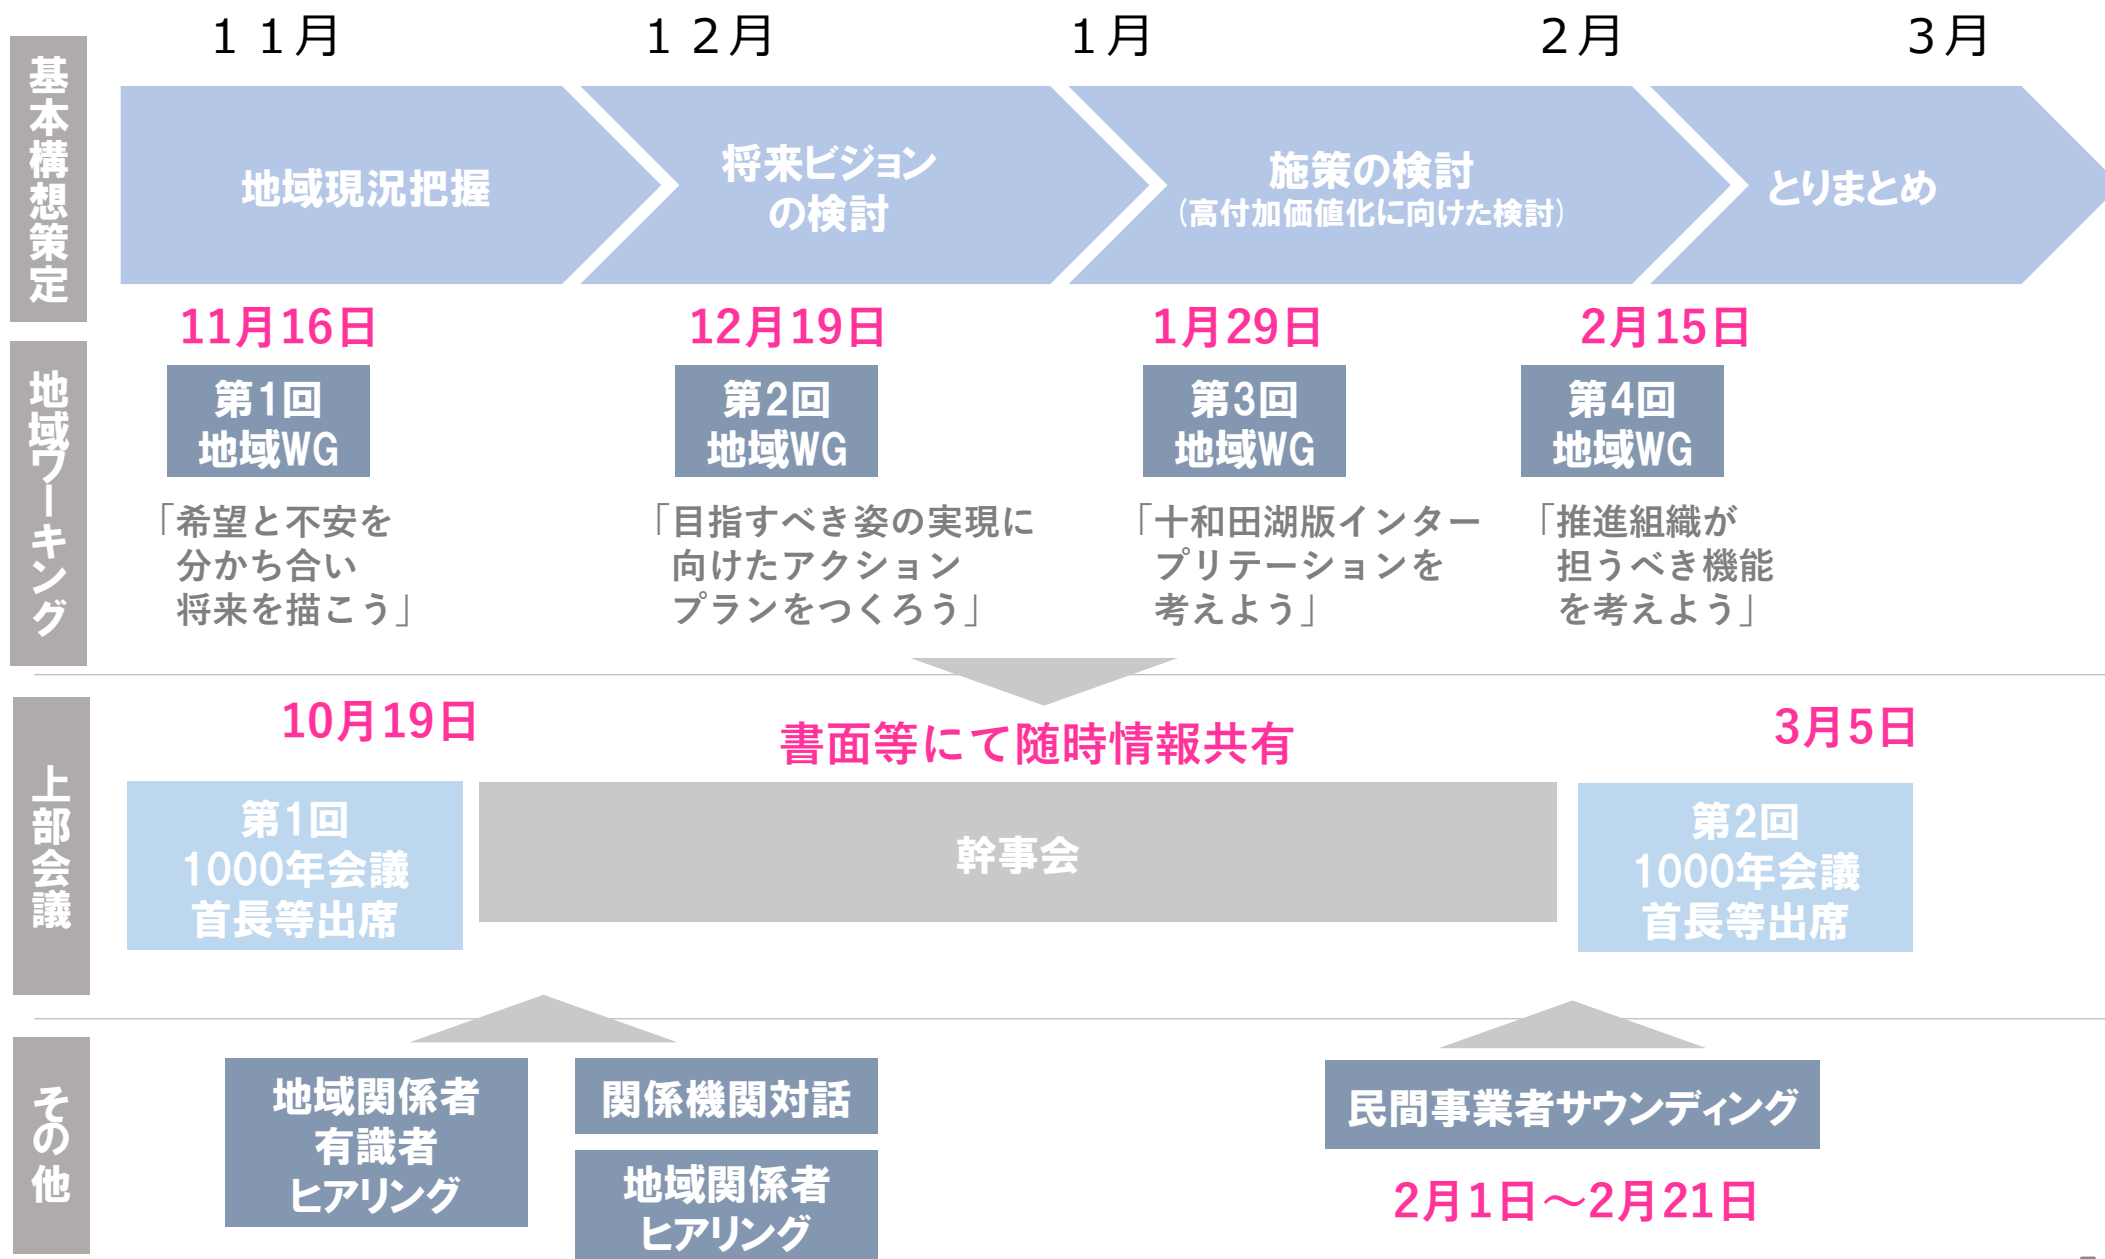 １１月
１２月
１月
２月
３月
基本構想策定
地域現況把握
将来ビジョン
の検討
施策の検討
（高付加価値化に向けた検討）
とりまとめ
地域ワーキング
11月16日
第1回
地域WG
「希望と不安を
分かち合い
将来を描こう」
12月19日
第2回
地域WG
「目指すべき姿の実現に
向けたアクション
プランをつくろう」
1月29日
第3回
地域WG
「十和田湖版インター
プリテーションを
考えよう」
2月15日
第4回
地域WG
「推進組織が
担うべき機能
を考えよう」
上部会議
10月19日
第1回
1000年会議
首長等出席
書面等にて随時情報共有
幹事会
3月5日
第2回
1000年会議
首長等出席
その他
地域関係者
有識者
ヒアリング
関係機関対話
地域関係者
ヒアリング
民間事業者サウンディング
2月1日～2月21日